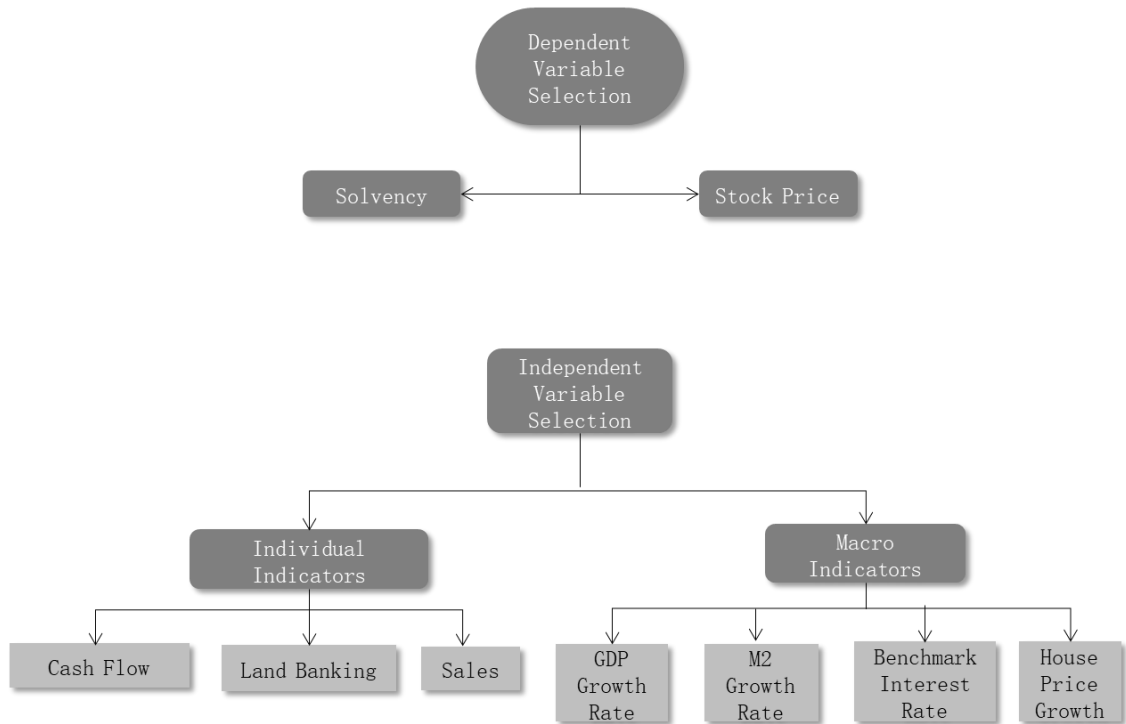 Dependent
Variable
Selection
Solvency
Stock Price
Independent
Variable
Selection
Individual
Indicators
Macro
Indicators
Cash Flow
Land Banking
Sales
GDP
Growth
Rate
M2
Growth
Rate
Benchmark
Interest
Rate
House
Price
Growth